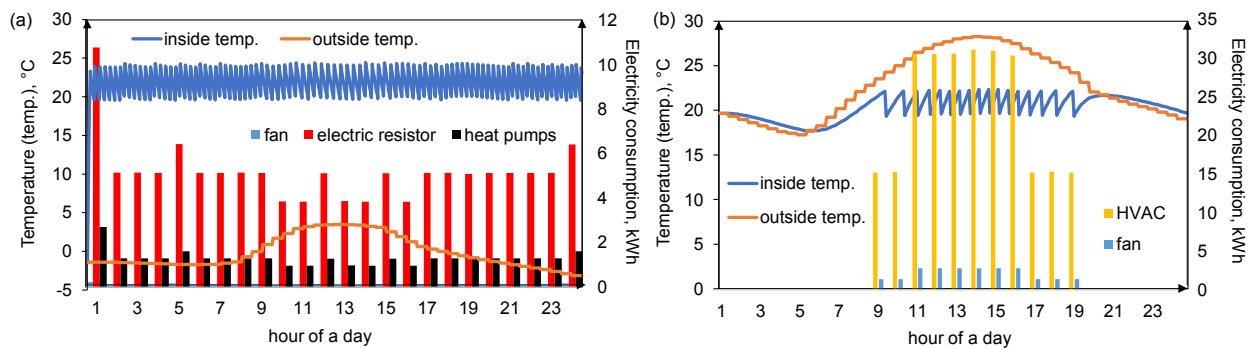 (a)
Temperature (temp.), °C
30
25
20
15
10
5
0
-5
inside temp.
outside temp.
fan
electric resistor
heat pumps
12
10
8
6
4
2
0
Electricity consumption, kWh
1 3 5 7 9 11 13 15 17 19 21 23
hour of a day
(b)
Temperature (temp.), °C
30
25
20
15
10
5
0
inside temp.
outside temp.
HVAC
fan
35
30
25
20
15
10
5
0
Electricity consumption, kWh
1 3 5 7 9 11 13 15 17 19 21 23
hour of a day